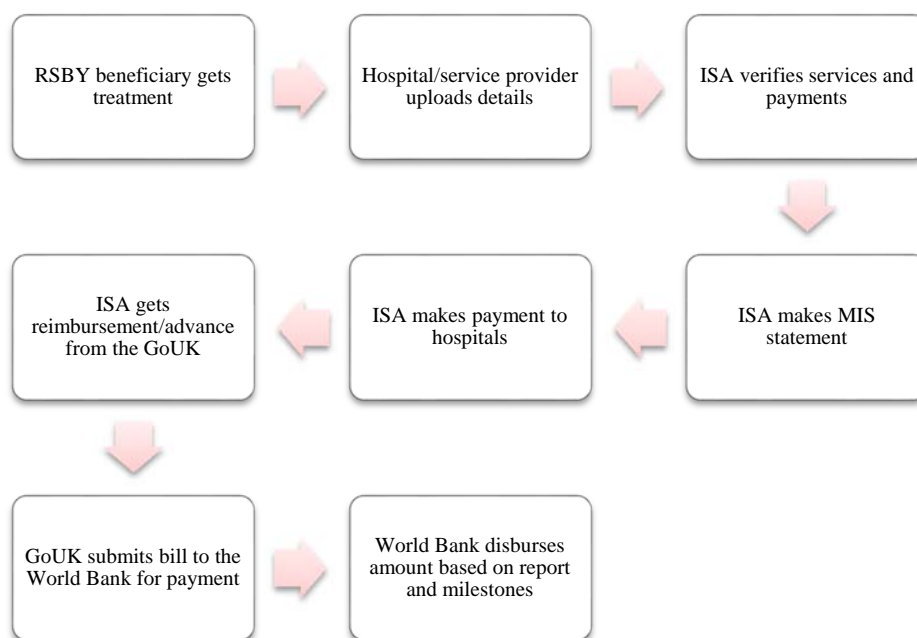 RSBY beneficiary gets
treatment
Hospital/service provider
uploads details
ISA verifies services and
payments
ISA makes MIS
statement
ISA makes payment to
hospitals
ISA gets
reimbursement/advance
from the GoUK
GoUK submits bill to the
World Bank for payment
World Bank disburses
amount based on report
and milestones